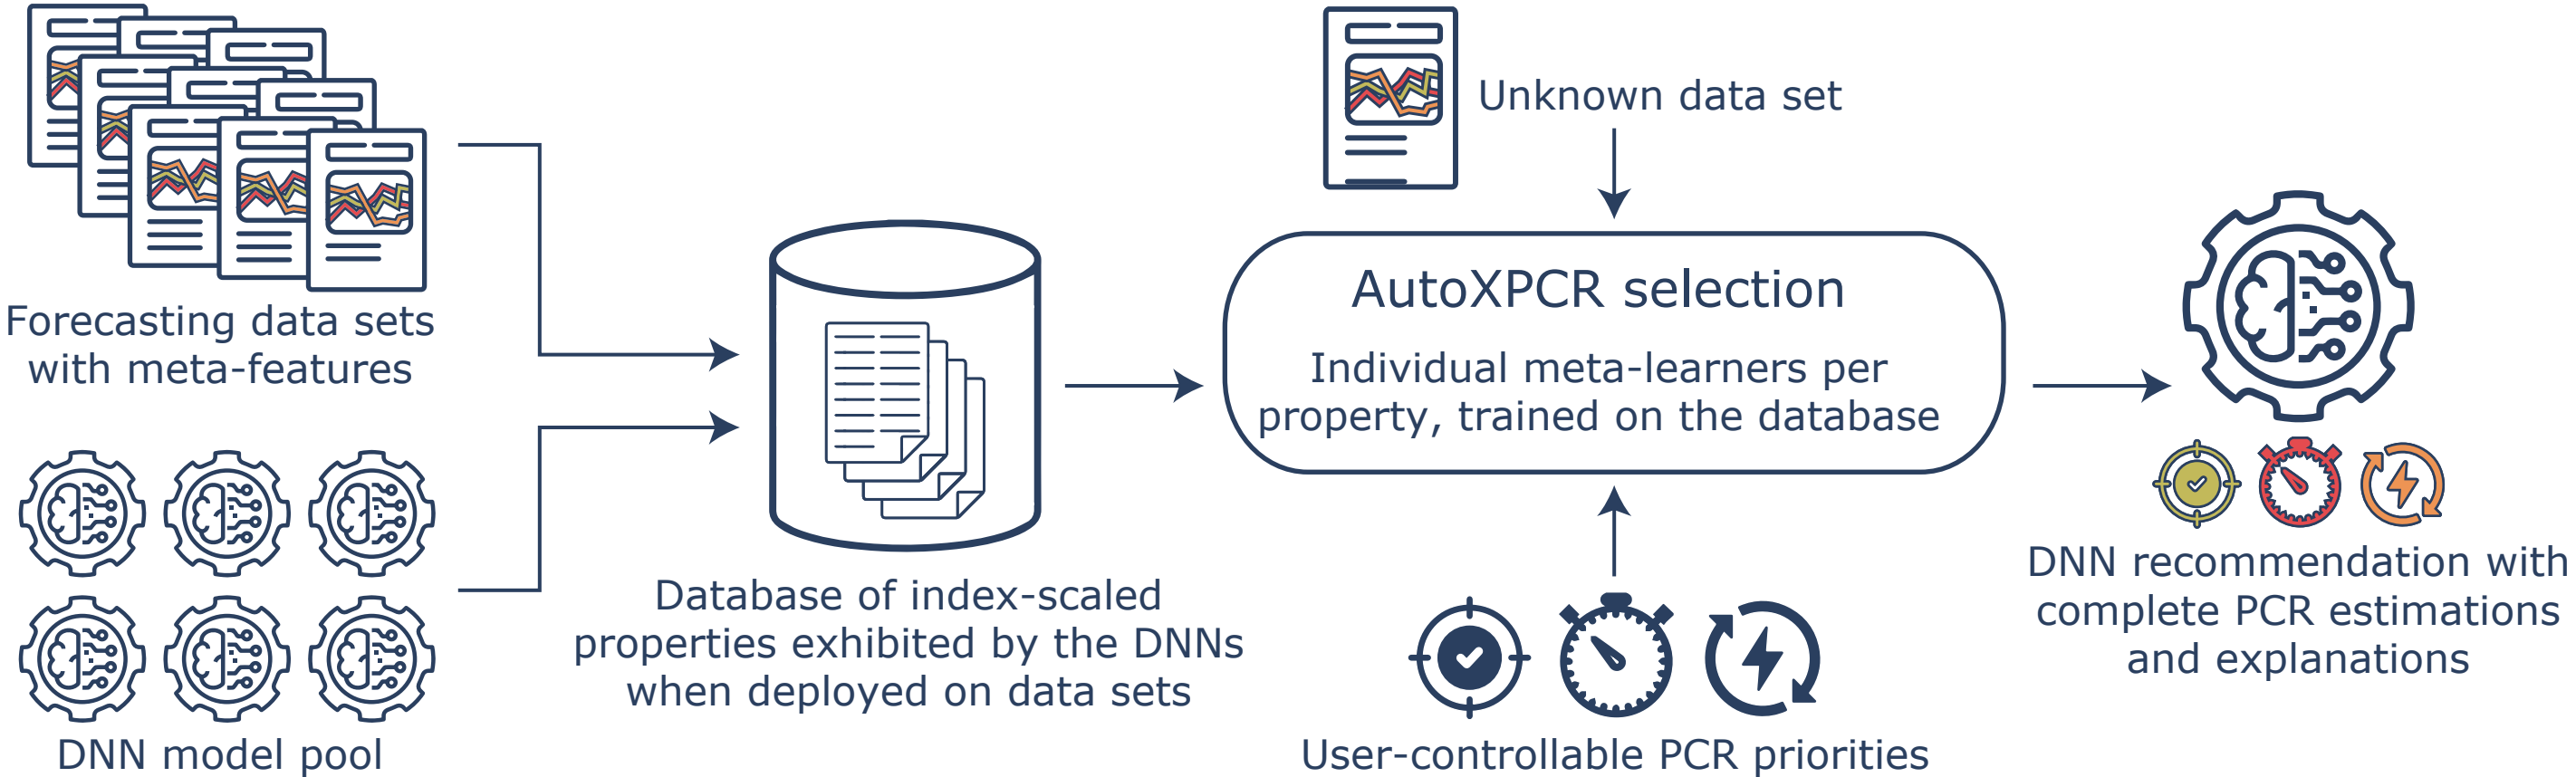 Forecasting data sets
with meta-features
DNN model pool
Database of index-scaled
properties exhibited by the DNNs
when deployed on data sets
Unknown data set
AutoXPCR selection
Individual meta-learners per
property, trained on the database
User-controllable PCR priorities
DNN recommendation with
complete PCR estimations
and explanations